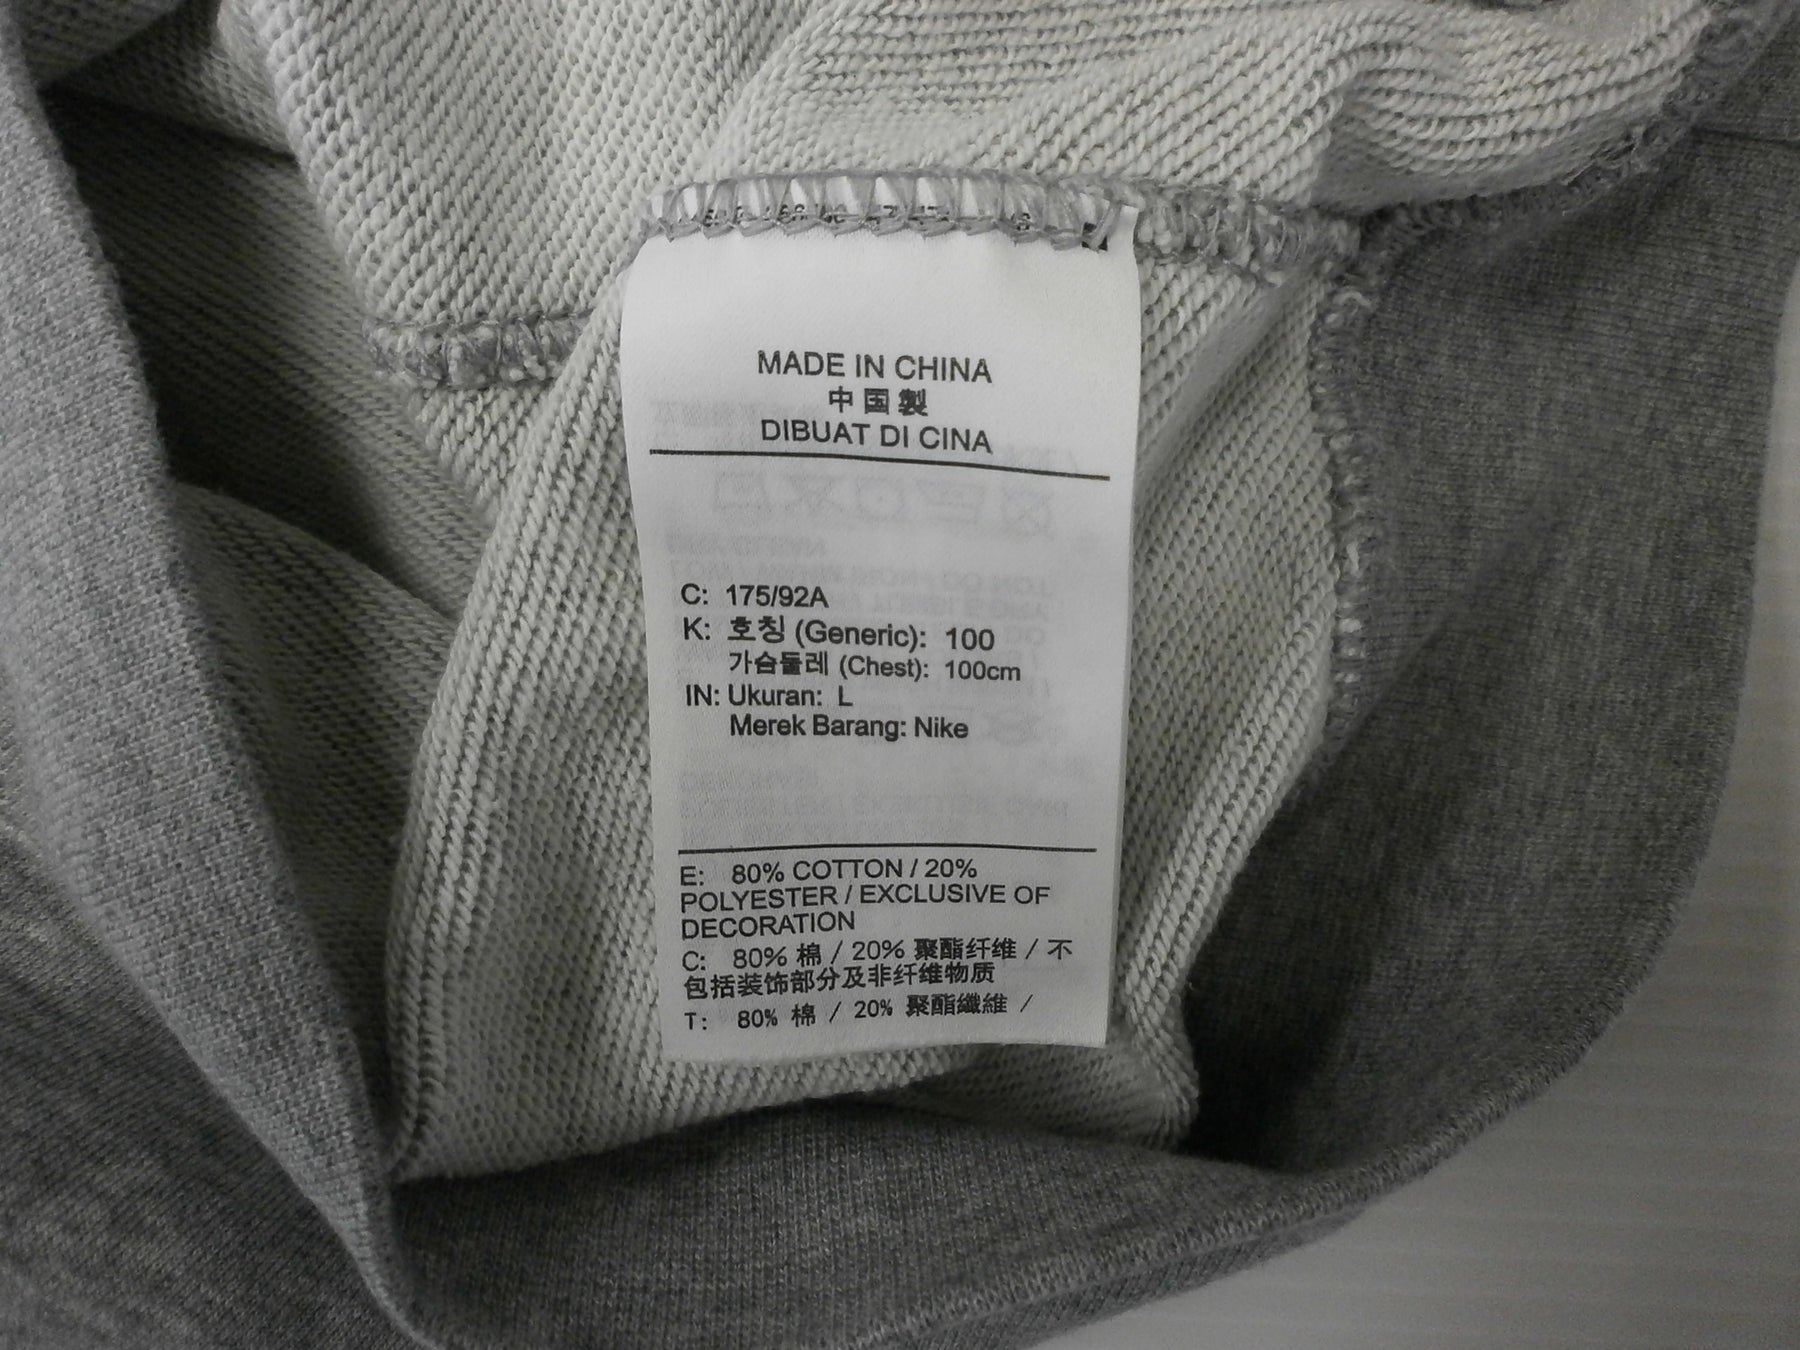 MADE IN CHINA
中国製
DIBUAT DI CINA
C: 175/92A
K: 호칭 (Generic): 100
가슴둘레 (Chest): 100cm
IN: Ukuran: L
Merek Barang: Nike
E: 80% COTTON / 20%
POLYESTER / EXCLUSIVE OF
DECORATION
C: 80% 棉 / 20% 聚酯纤维 / 不
包括装饰部分及非纤维物质
T: 80% 棉 / 20% 聚酯纖維 /